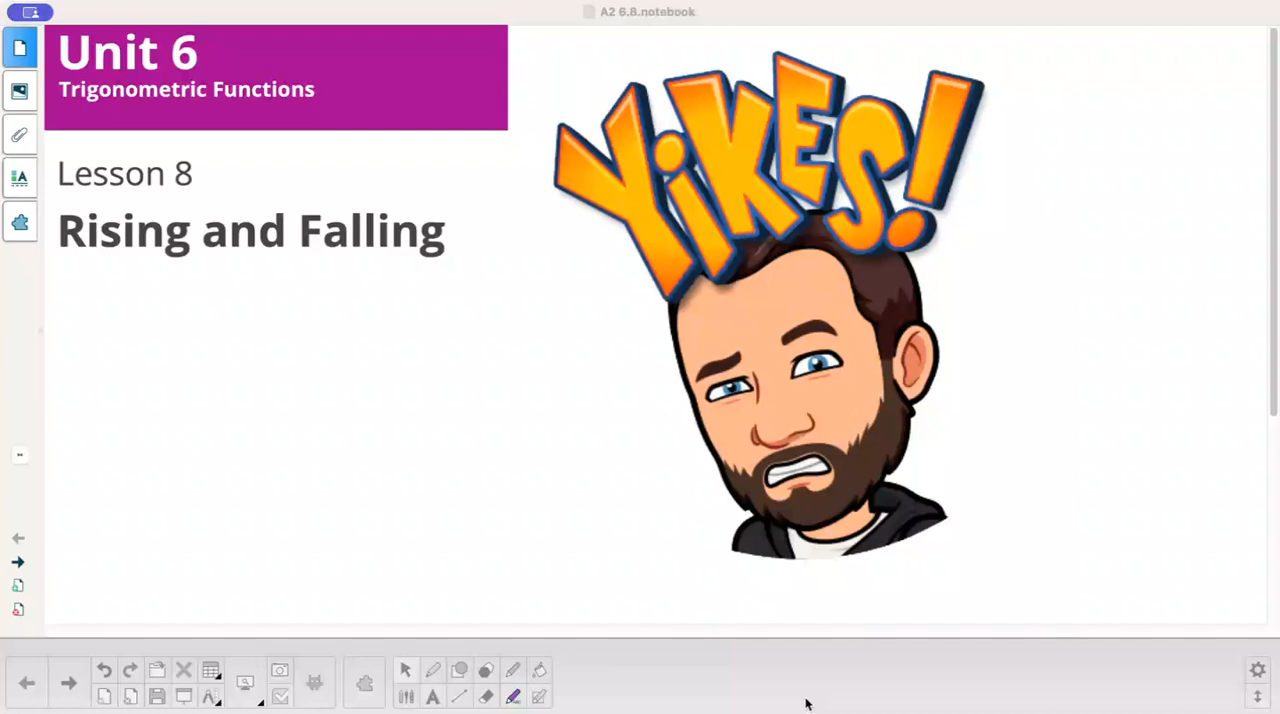 A2 6.8.notebook
Unit 6
Trigonometric Functions
Lesson 8
Rising and Falling
YiKES!